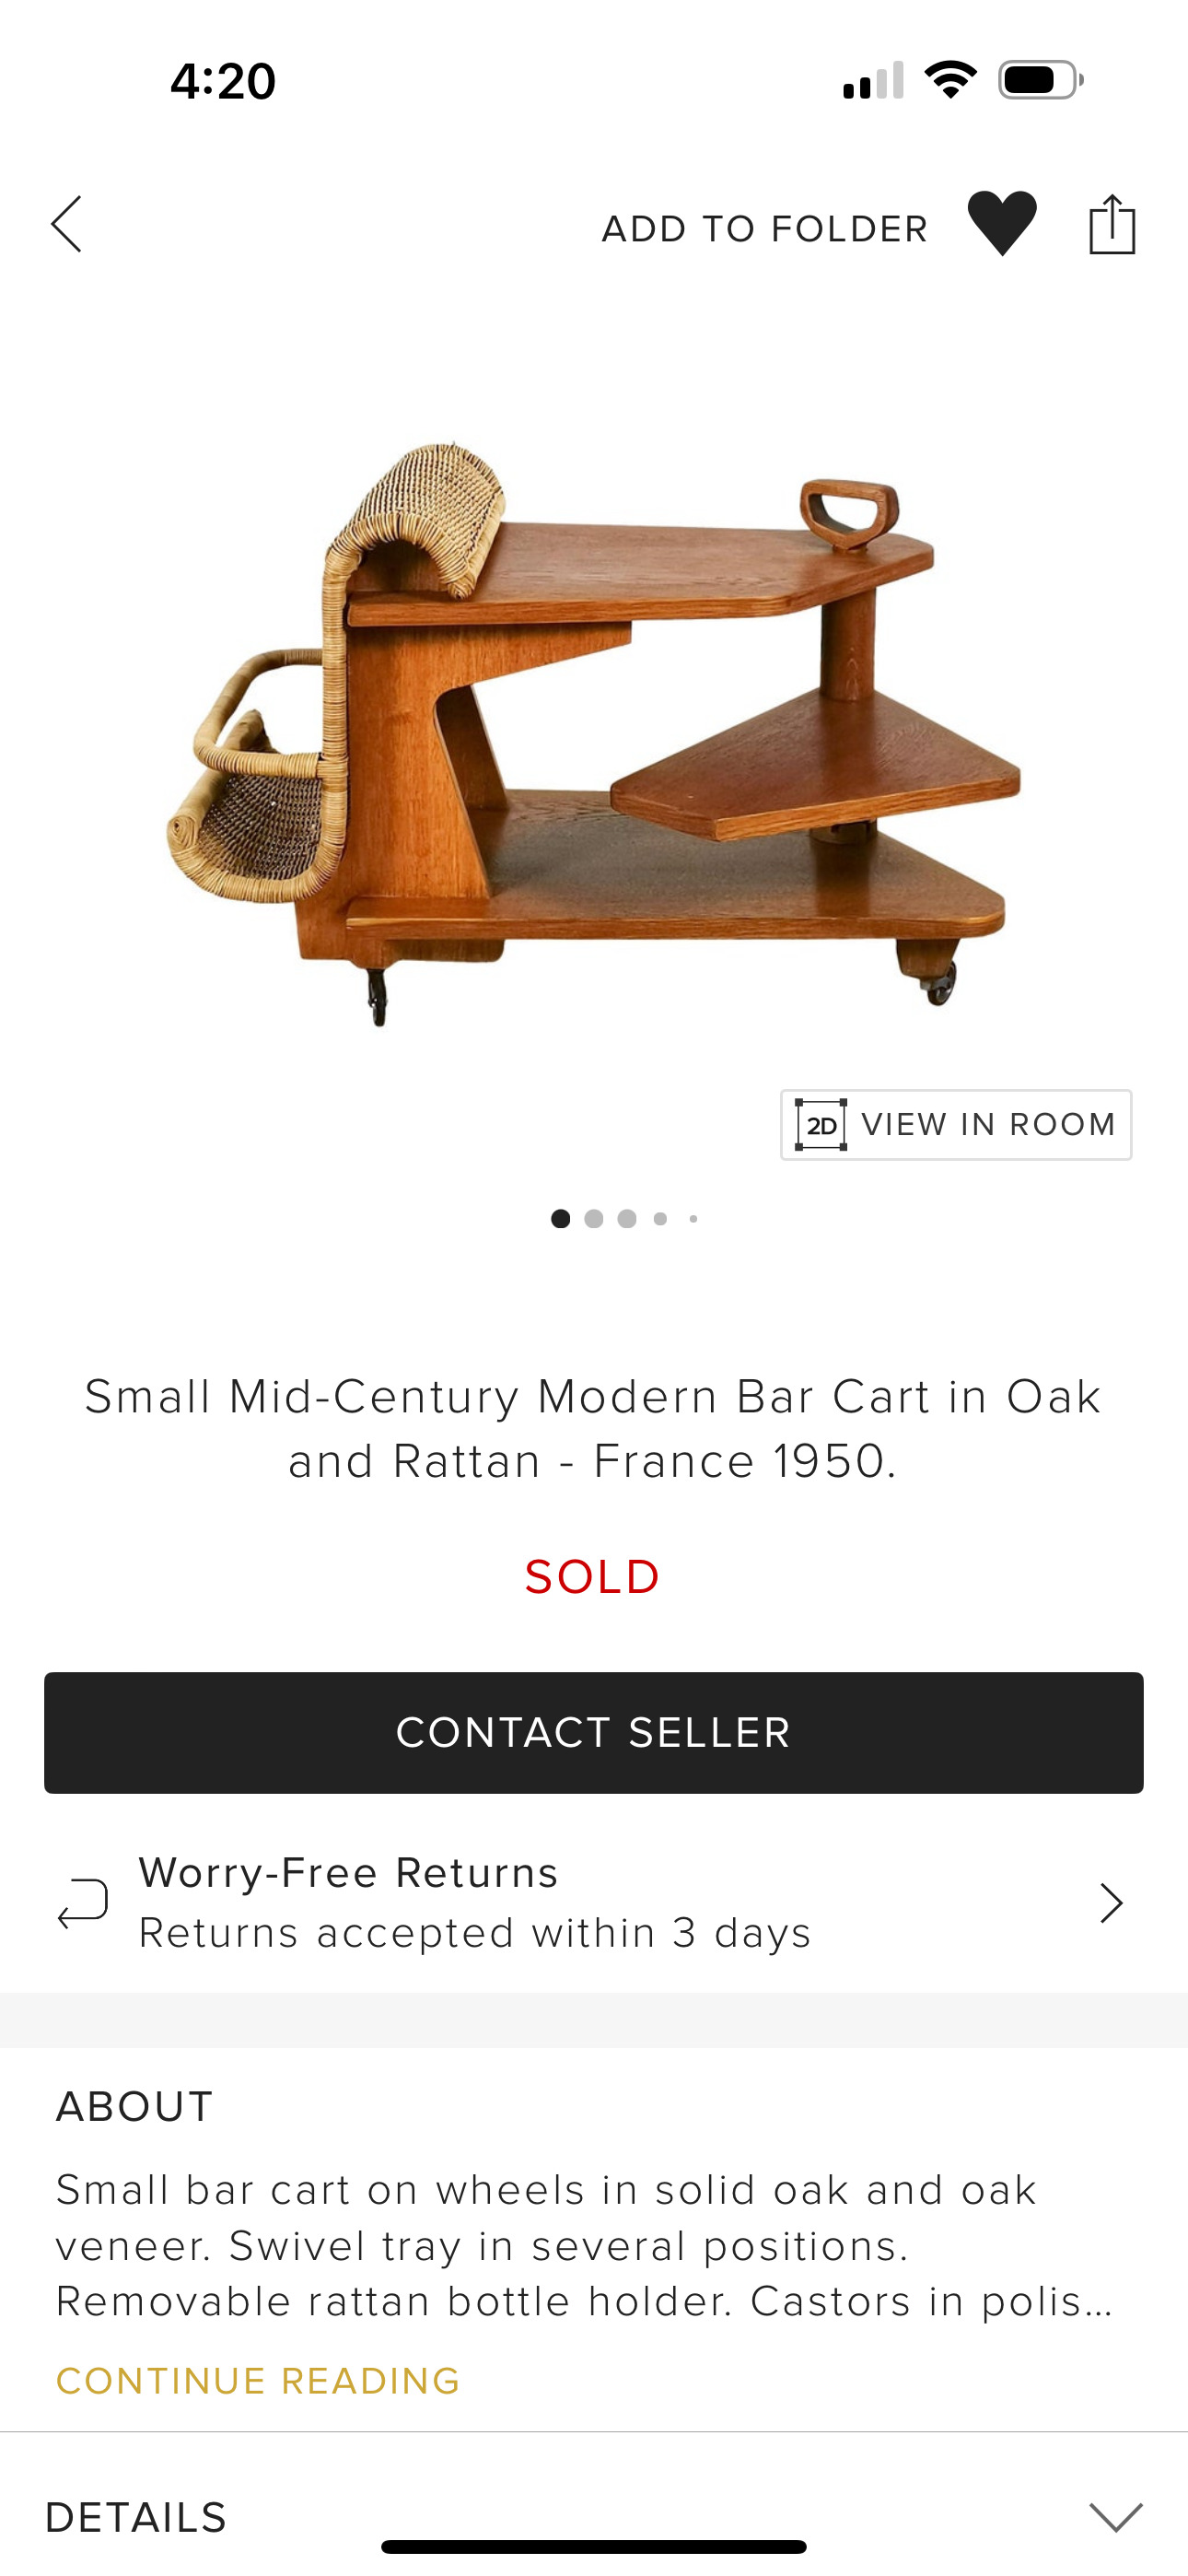 4:20
ADD TO FOLDER
2D VIEW IN ROOM
Small Mid-Century Modern Bar Cart in Oak
and Rattan - France 1950.
SOLD
CONTACT SELLER
Worry-Free Returns
Returns accepted within 3 days
ABOUT
Small bar cart on wheels in solid oak and oak
veneer. Swivel tray in several positions.
Removable rattan bottle holder. Castors in polis...
CONTINUE READING
DETAILS